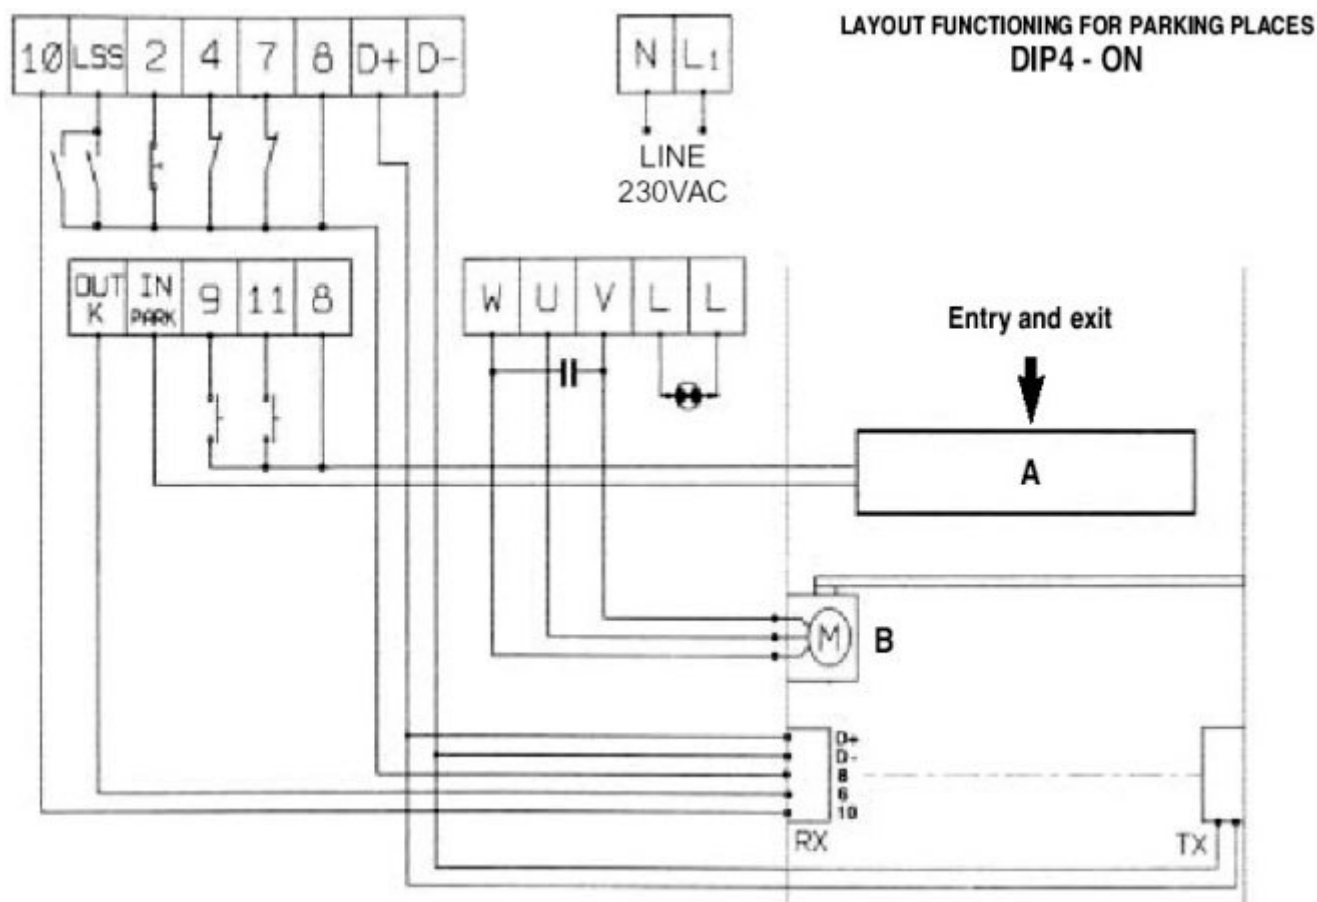 LAYOUT FUNCTIONING FOR PARKING PLACES
DIP4 - ON
10 LSS 2 4 7 8 D+ D-
N L1
LINE
230VAC
OUT K IN PARK 9 11 8
W U V L L
Entry and exit
A
M
B
D+
D-
8
6
10
RX
TX